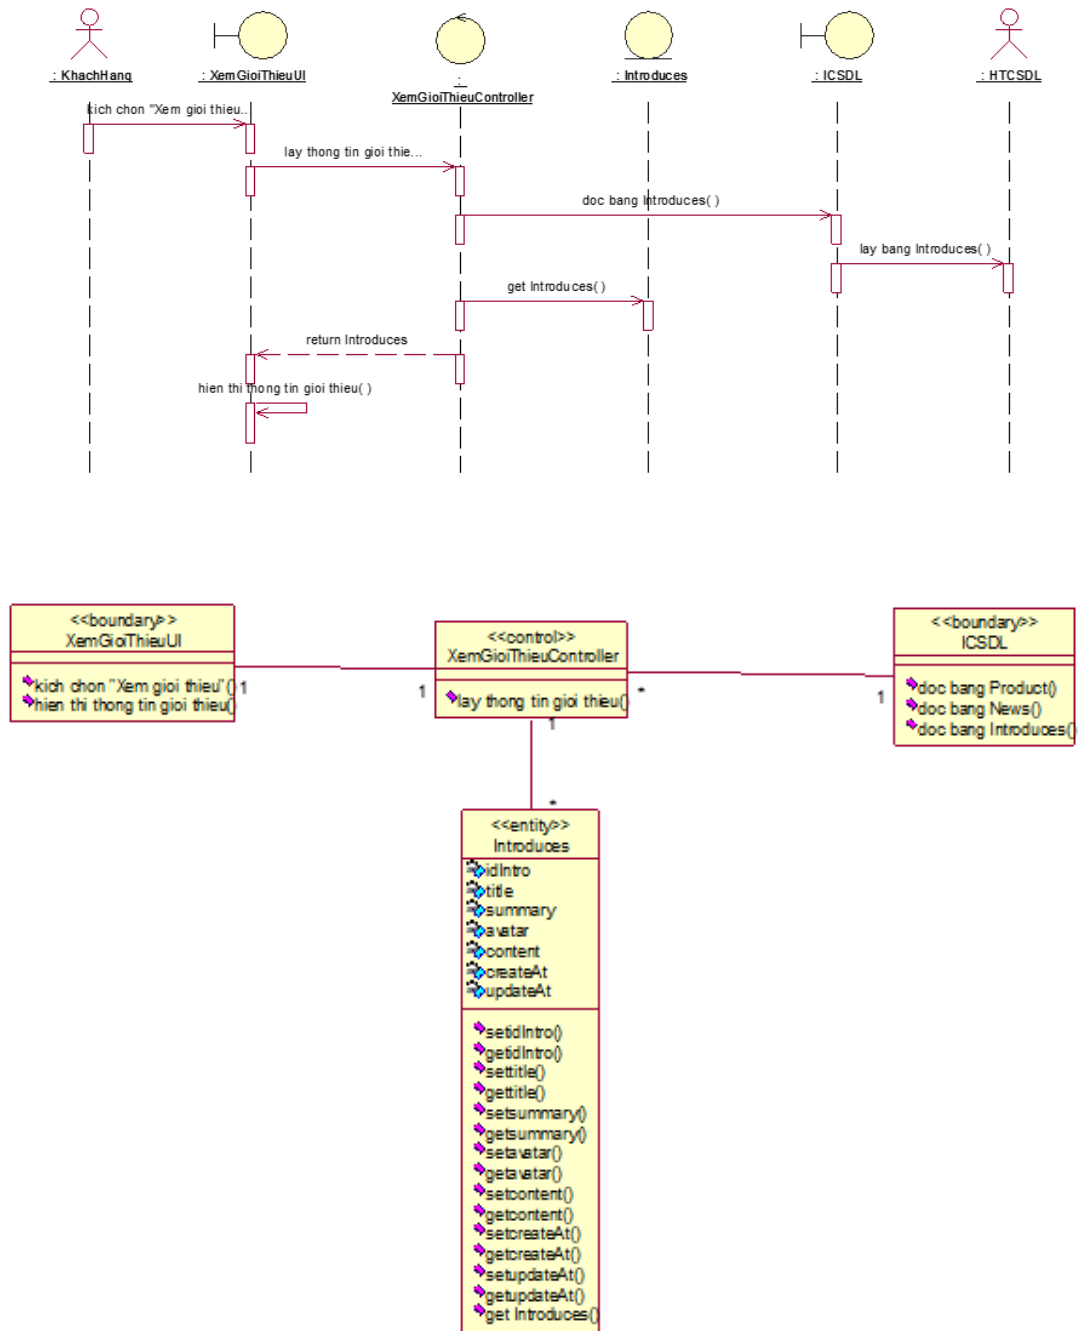 : KhachHang
: XemGioiThieuUI
:
XemGioiThieuController
: Introduces
: ICSDL
: HTCSDL
kich chon "Xem gioi thieu...
lay thong tin gioi thie...
doc bang Introduces( )
lay bang Introduces( )
get Introduces( )
return Introduces
hien thi thong tin gioi thieu( )
<<boundary>>
XemGioiThieuUI
kich chon "Xem gioi thieu"()
hien thi thong tin gioi thieu()
1
1
<<control>>
XemGioiThieuController
lay thong tin gioi thieu()
*
1
1
<<boundary>>
ICSDL
doc bang Product()
doc bang News()
doc bang Introduces()
*
<<entity>>
Introduces
idIntro
title
summary
avatar
content
createAt
updateAt
setidIntro()
getidIntro()
settitle()
gettitle()
setsummary()
getsummary()
setavatar()
getavatar()
setcontent()
getcontent()
setcreateAt()
getcreateAt()
setupdateAt()
getupdateAt()
get Introduces()